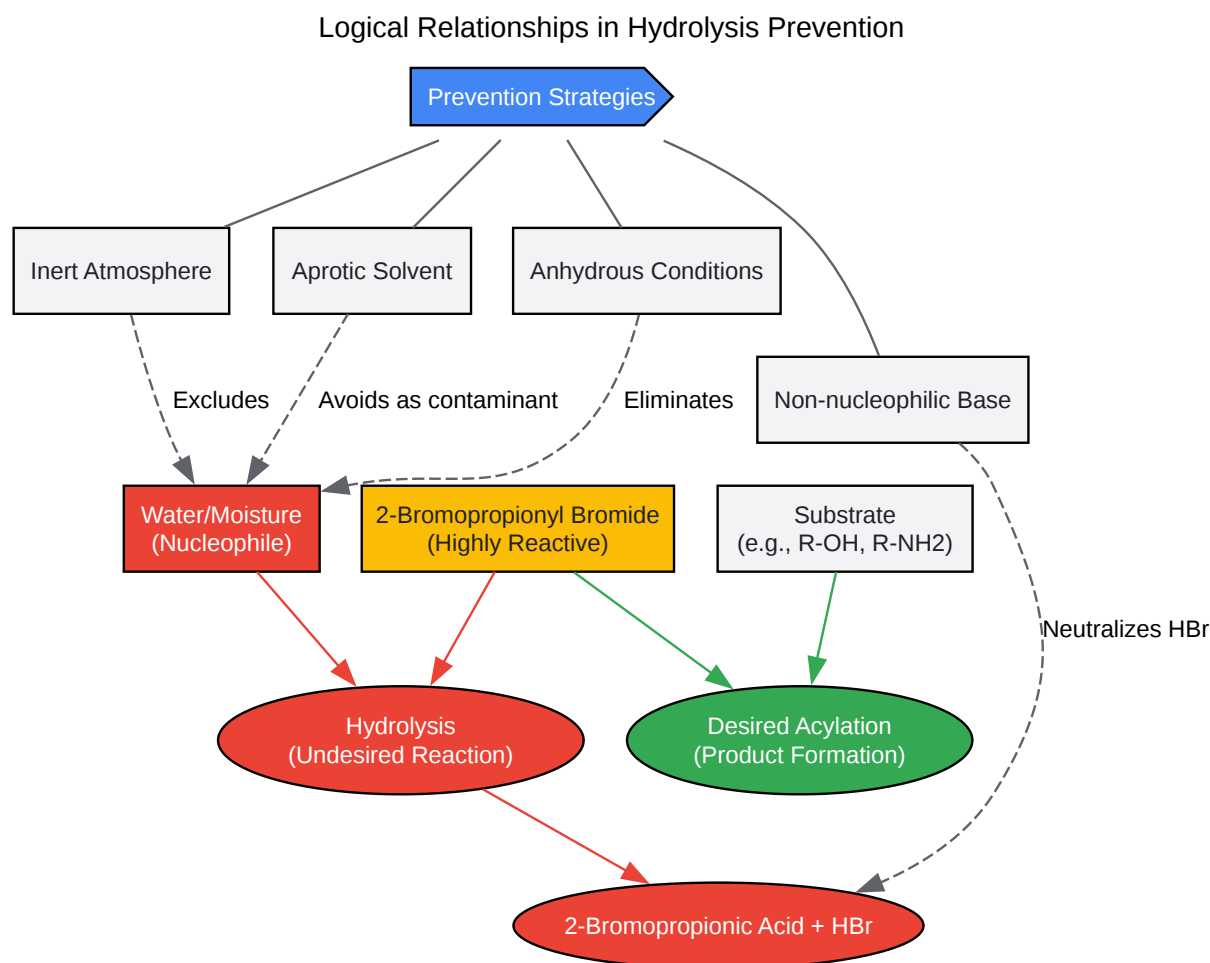 Logical Relationships in Hydrolysis Prevention
Prevention Strategies
Inert Atmosphere
Aprotic Solvent
Anhydrous Conditions
Non-nucleophilic Base
Excludes
Avoids as contaminant
Eliminates
Water/Moisture
(Nucleophile)
2-Bromopropionyl Bromide
(Highly Reactive)
Substrate
(e.g., R-OH, R-NH2)
Neutralizes HBr
Hydrolysis
(Undesired Reaction)
Desired Acylation
(Product Formation)
2-Bromopropionic Acid + HBr